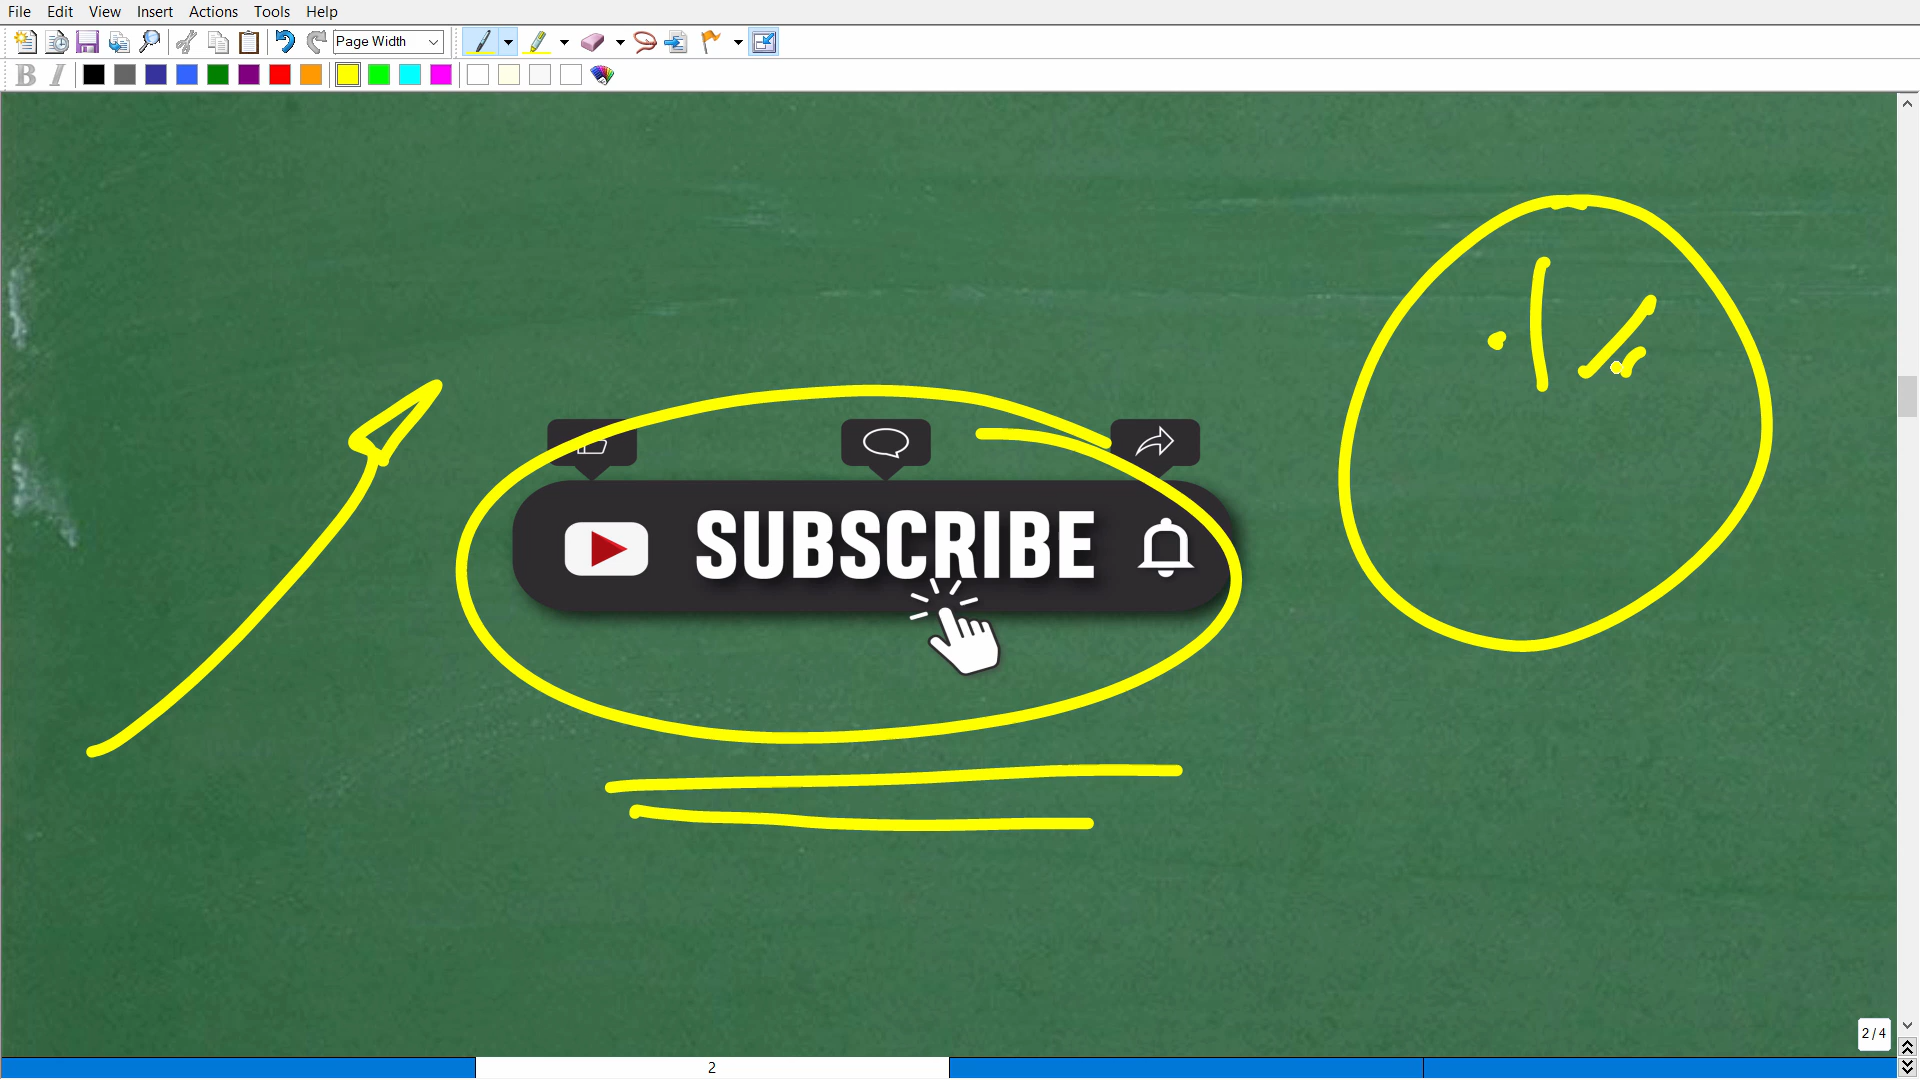 File Edit View Insert Actions Tools Help
Page Width
B I
SUBSCRIBE
2 / 4
2